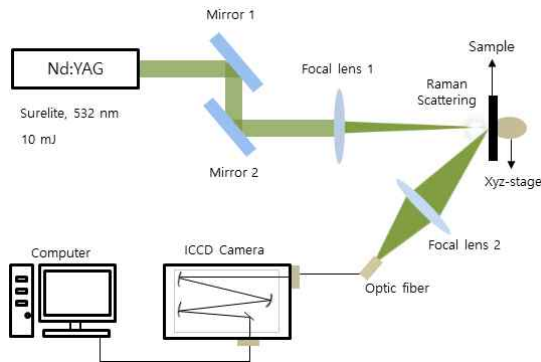 Mirror 1
Nd:YAG
Surelite, 532 nm
10 mJ
Mirror 2
Focal lens 1
Raman
Scattering
Sample
Xyz-stage
Focal lens 2
Optic fiber
ICCD Camera
Computer